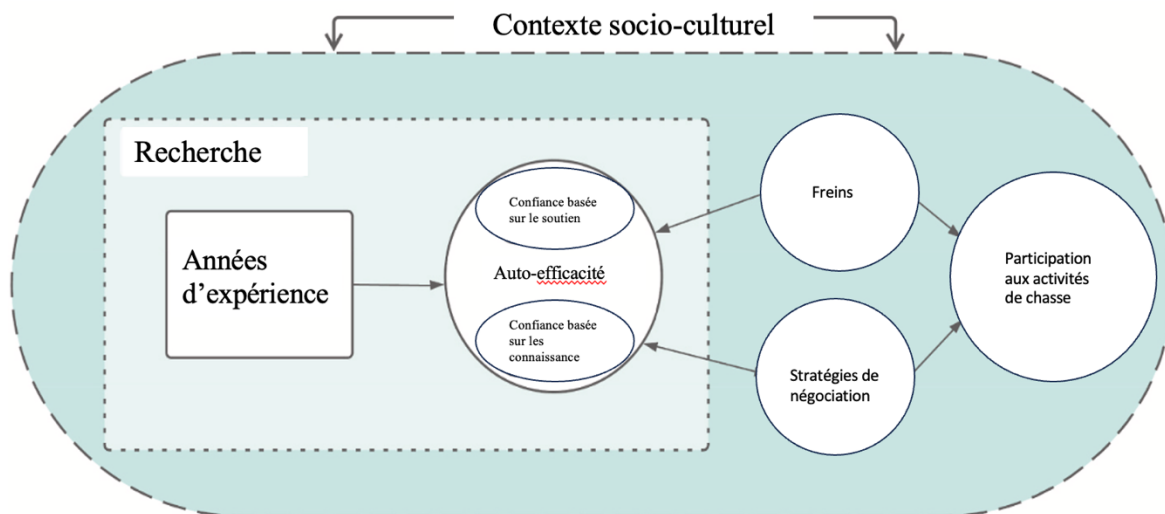 Contexte socio-culturel
Recherche
Années
d'expérience
Confiance basée
sur le soutien
Auto-efficacité
Confiance basée
sur les
connaissance
Freins
Stratégies de
négociation
Participation
aux activités
de chasse